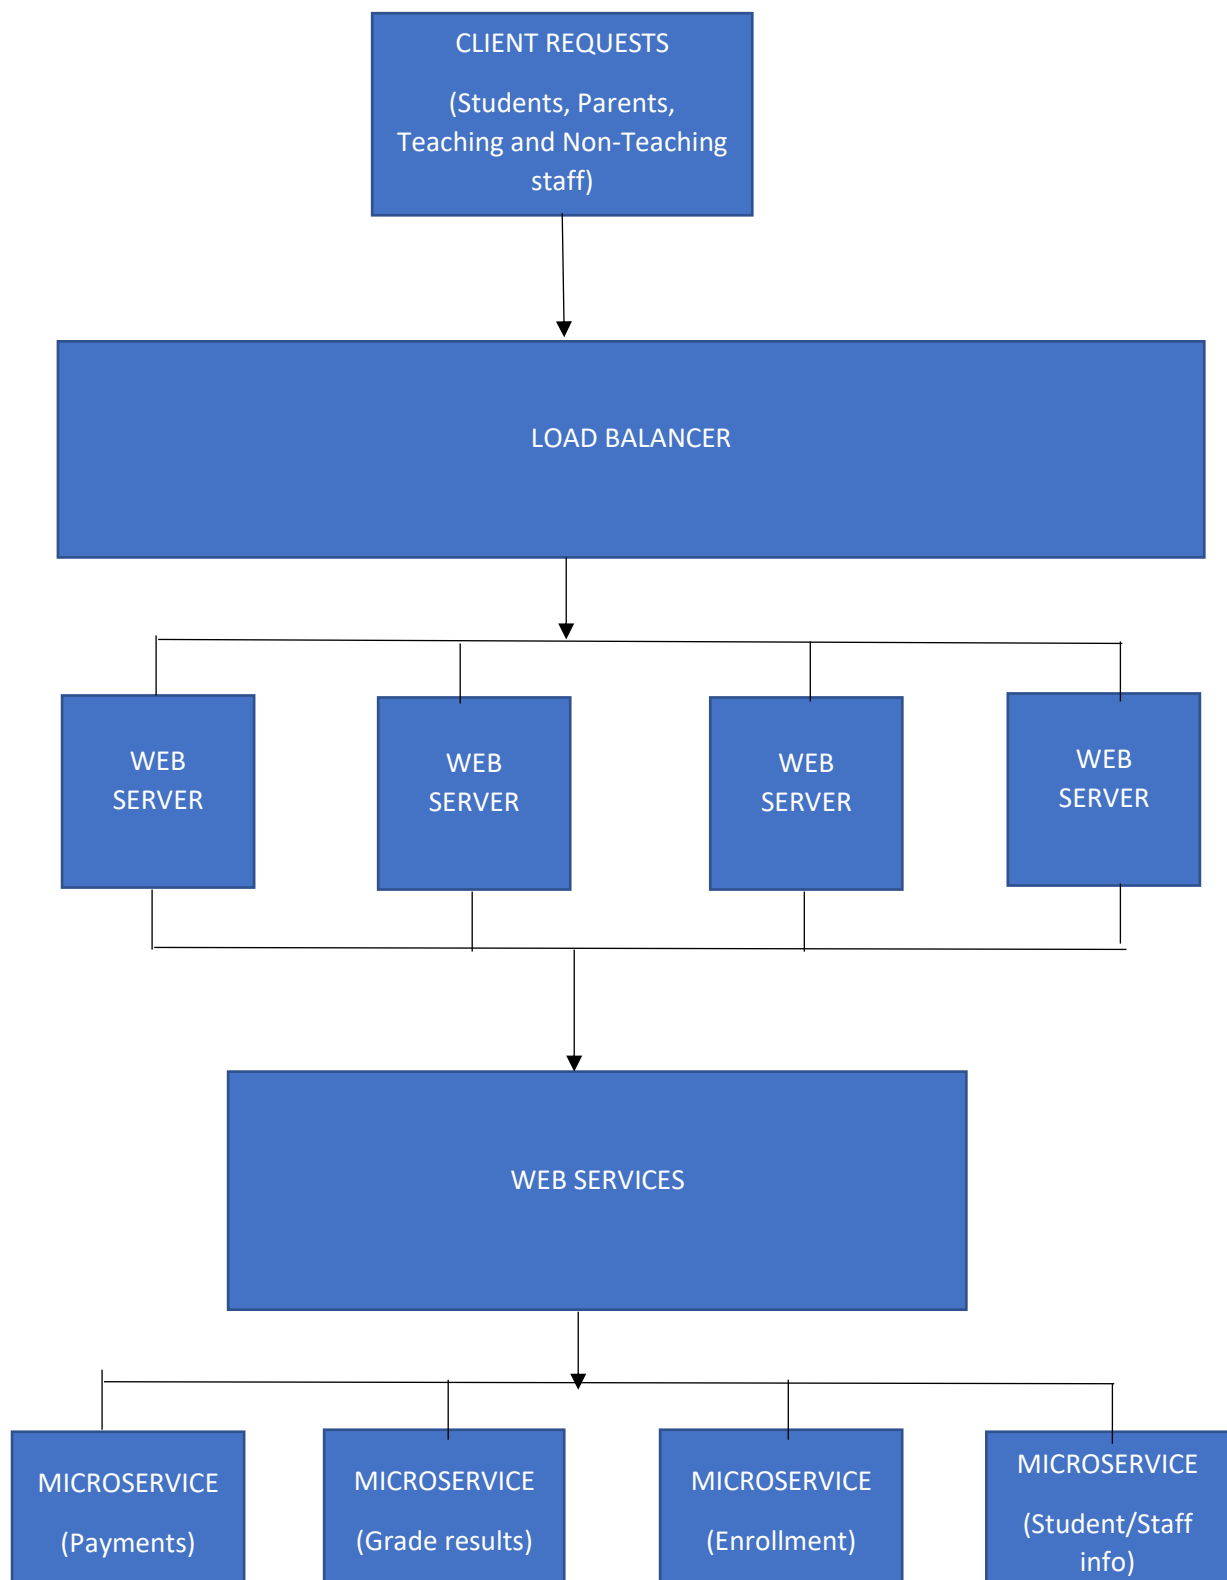 CLIENT REQUESTS
(Students, Parents,
Teaching and Non-Teaching
staff)
LOAD BALANCER
WEB
SERVER
WEB
SERVER
WEB
SERVER
WEB
SERVER
WEB SERVICES
MICROSERVICE
(Payments)
MICROSERVICE
(Grade results)
MICROSERVICE
(Enrollment)
MICROSERVICE
(Student/Staff
info)